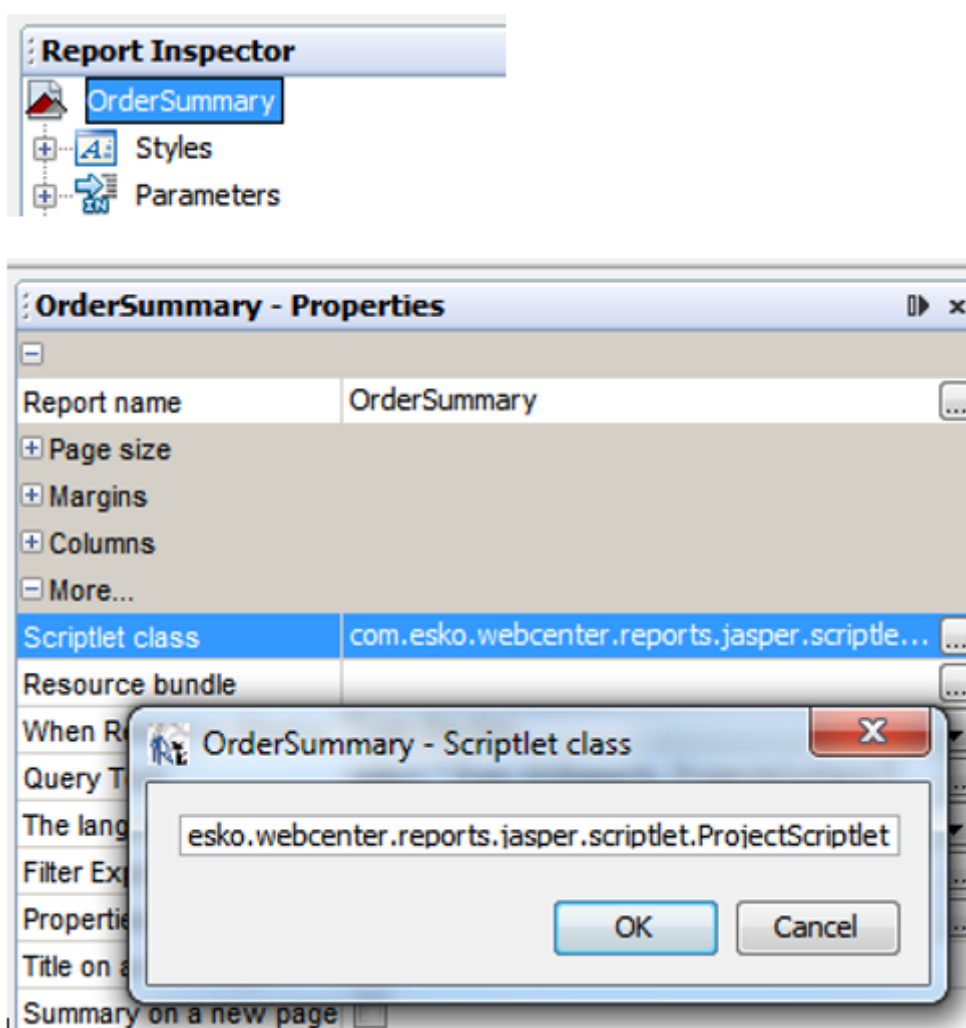 Report Inspector
OrderSummary
Styles
Parameters
OrderSummary - Properties
Report name OrderSummary ...
Page size
Margins
Columns
More...
Scriptlet class com.esko.webcenter.reports.jasper.scriptle... ...
Resource bundle ...
When R
OrderSummary - Scriptlet class
Query T
The lang
esko.webcenter.reports.jasper.scriptlet.ProjectScriptlet
Filter Exp
Propertie
OK Cancel
Title on a
Summary on a new page